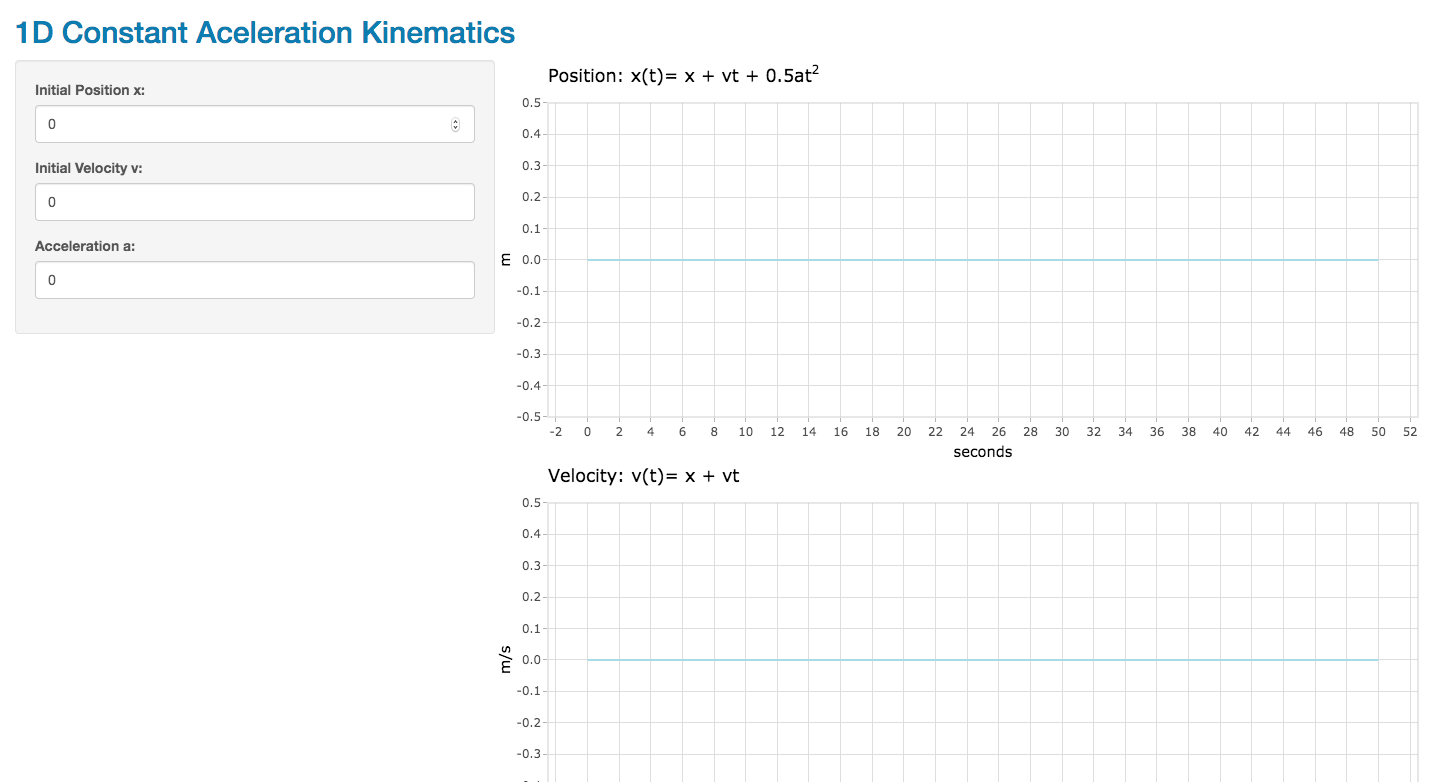 1D Constant Aceleration Kinematics
Initial Position x:
0
Initial Velocity v:
0
Acceleration a:
0
Position: x(t)= x + vt + 0.5at²
0.5
0.4
0.3
0.2
0.1
0.0
-0.1
-0.2
-0.3
-0.4
-0.5
m
-2 0 2 4 6 8 10 12 14 16 18 20 22 24 26 28 30 32 34 36 38 40 42 44 46 48 50 52
seconds
Velocity: v(t)= x + vt
0.5
0.4
0.3
0.2
0.1
0.0
-0.1
-0.2
-0.3
m/s